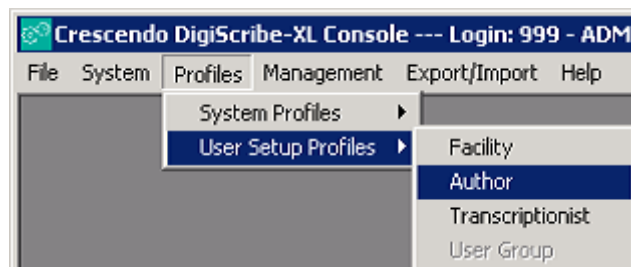 Crescendo DigiScribe-XL Console --- Login: 999 - ADM
File System Profiles Management Export/Import Help
System Profiles
User Setup Profiles
Facility
Author
Transcriptionist
User Group